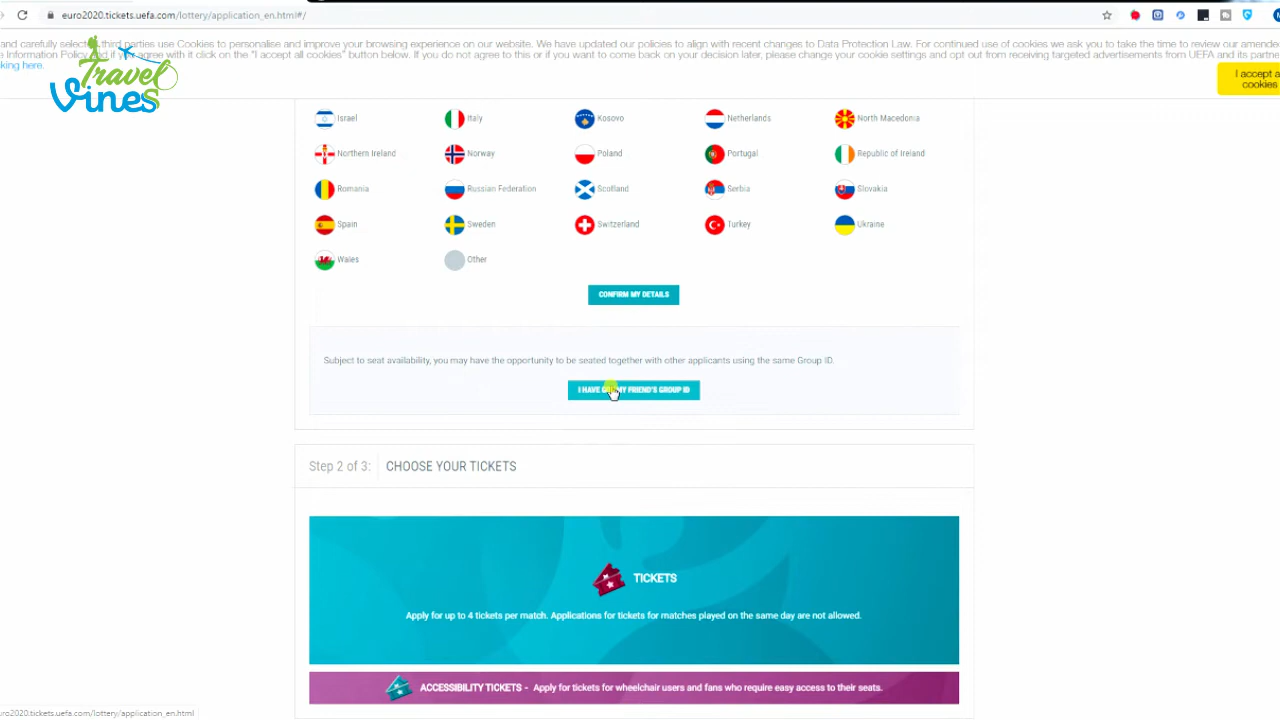 euro2020.tickets.uefa.com/lottery/application_en.html#/
and carefully selected third parties use Cookies to personalise and improve your browsing experience on our website. We have updated our policies to align with recent changes to Data Protection Law. For continued use of cookies we ask you to take the time to review our amende
Information Policy and if you agree with it click on the "I accept all cookies" button below. If you do not agree to this or if you want to come back on your decision later, please change your cookie settings and opt out from receiving targeted advertisements from UEFA and its partne
king here.
I accept a
cookies
Travel
Vines
Israel Italy Kosovo Netherlands North Macedonia
Northern Ireland Norway Poland Portugal Republic of Ireland
Romania Russian Federation Scotland Serbia Slovakia
Spain Sweden Switzerland Turkey Ukraine
Wales Other
CONFIRM MY DETAILS
Subject to seat availability, you may have the opportunity to be seated together with other applicants using the same Group ID.
I HAVE MY FRIEND'S GROUP ID
Step 2 of 3: CHOOSE YOUR TICKETS
TICKETS
Apply for up to 4 tickets per match. Applications for tickets for matches played on the same day are not allowed.
ACCESSIBILITY TICKETS - Apply for tickets for wheelchair users and fans who require easy access to their seats.
uro2020.tickets.uefa.com/lottery/application_en.html